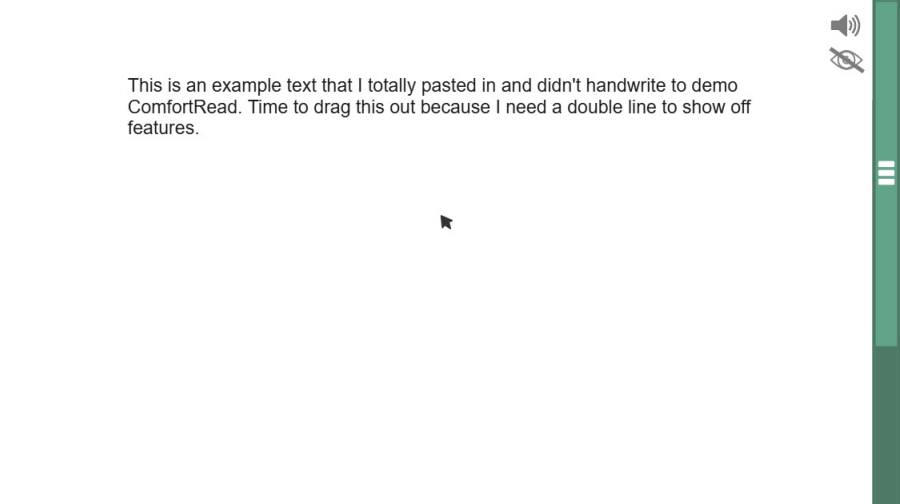 This is an example text that I totally pasted in and didn't handwrite to demo
ComfortRead. Time to drag this out because I need a double line to show off
features.